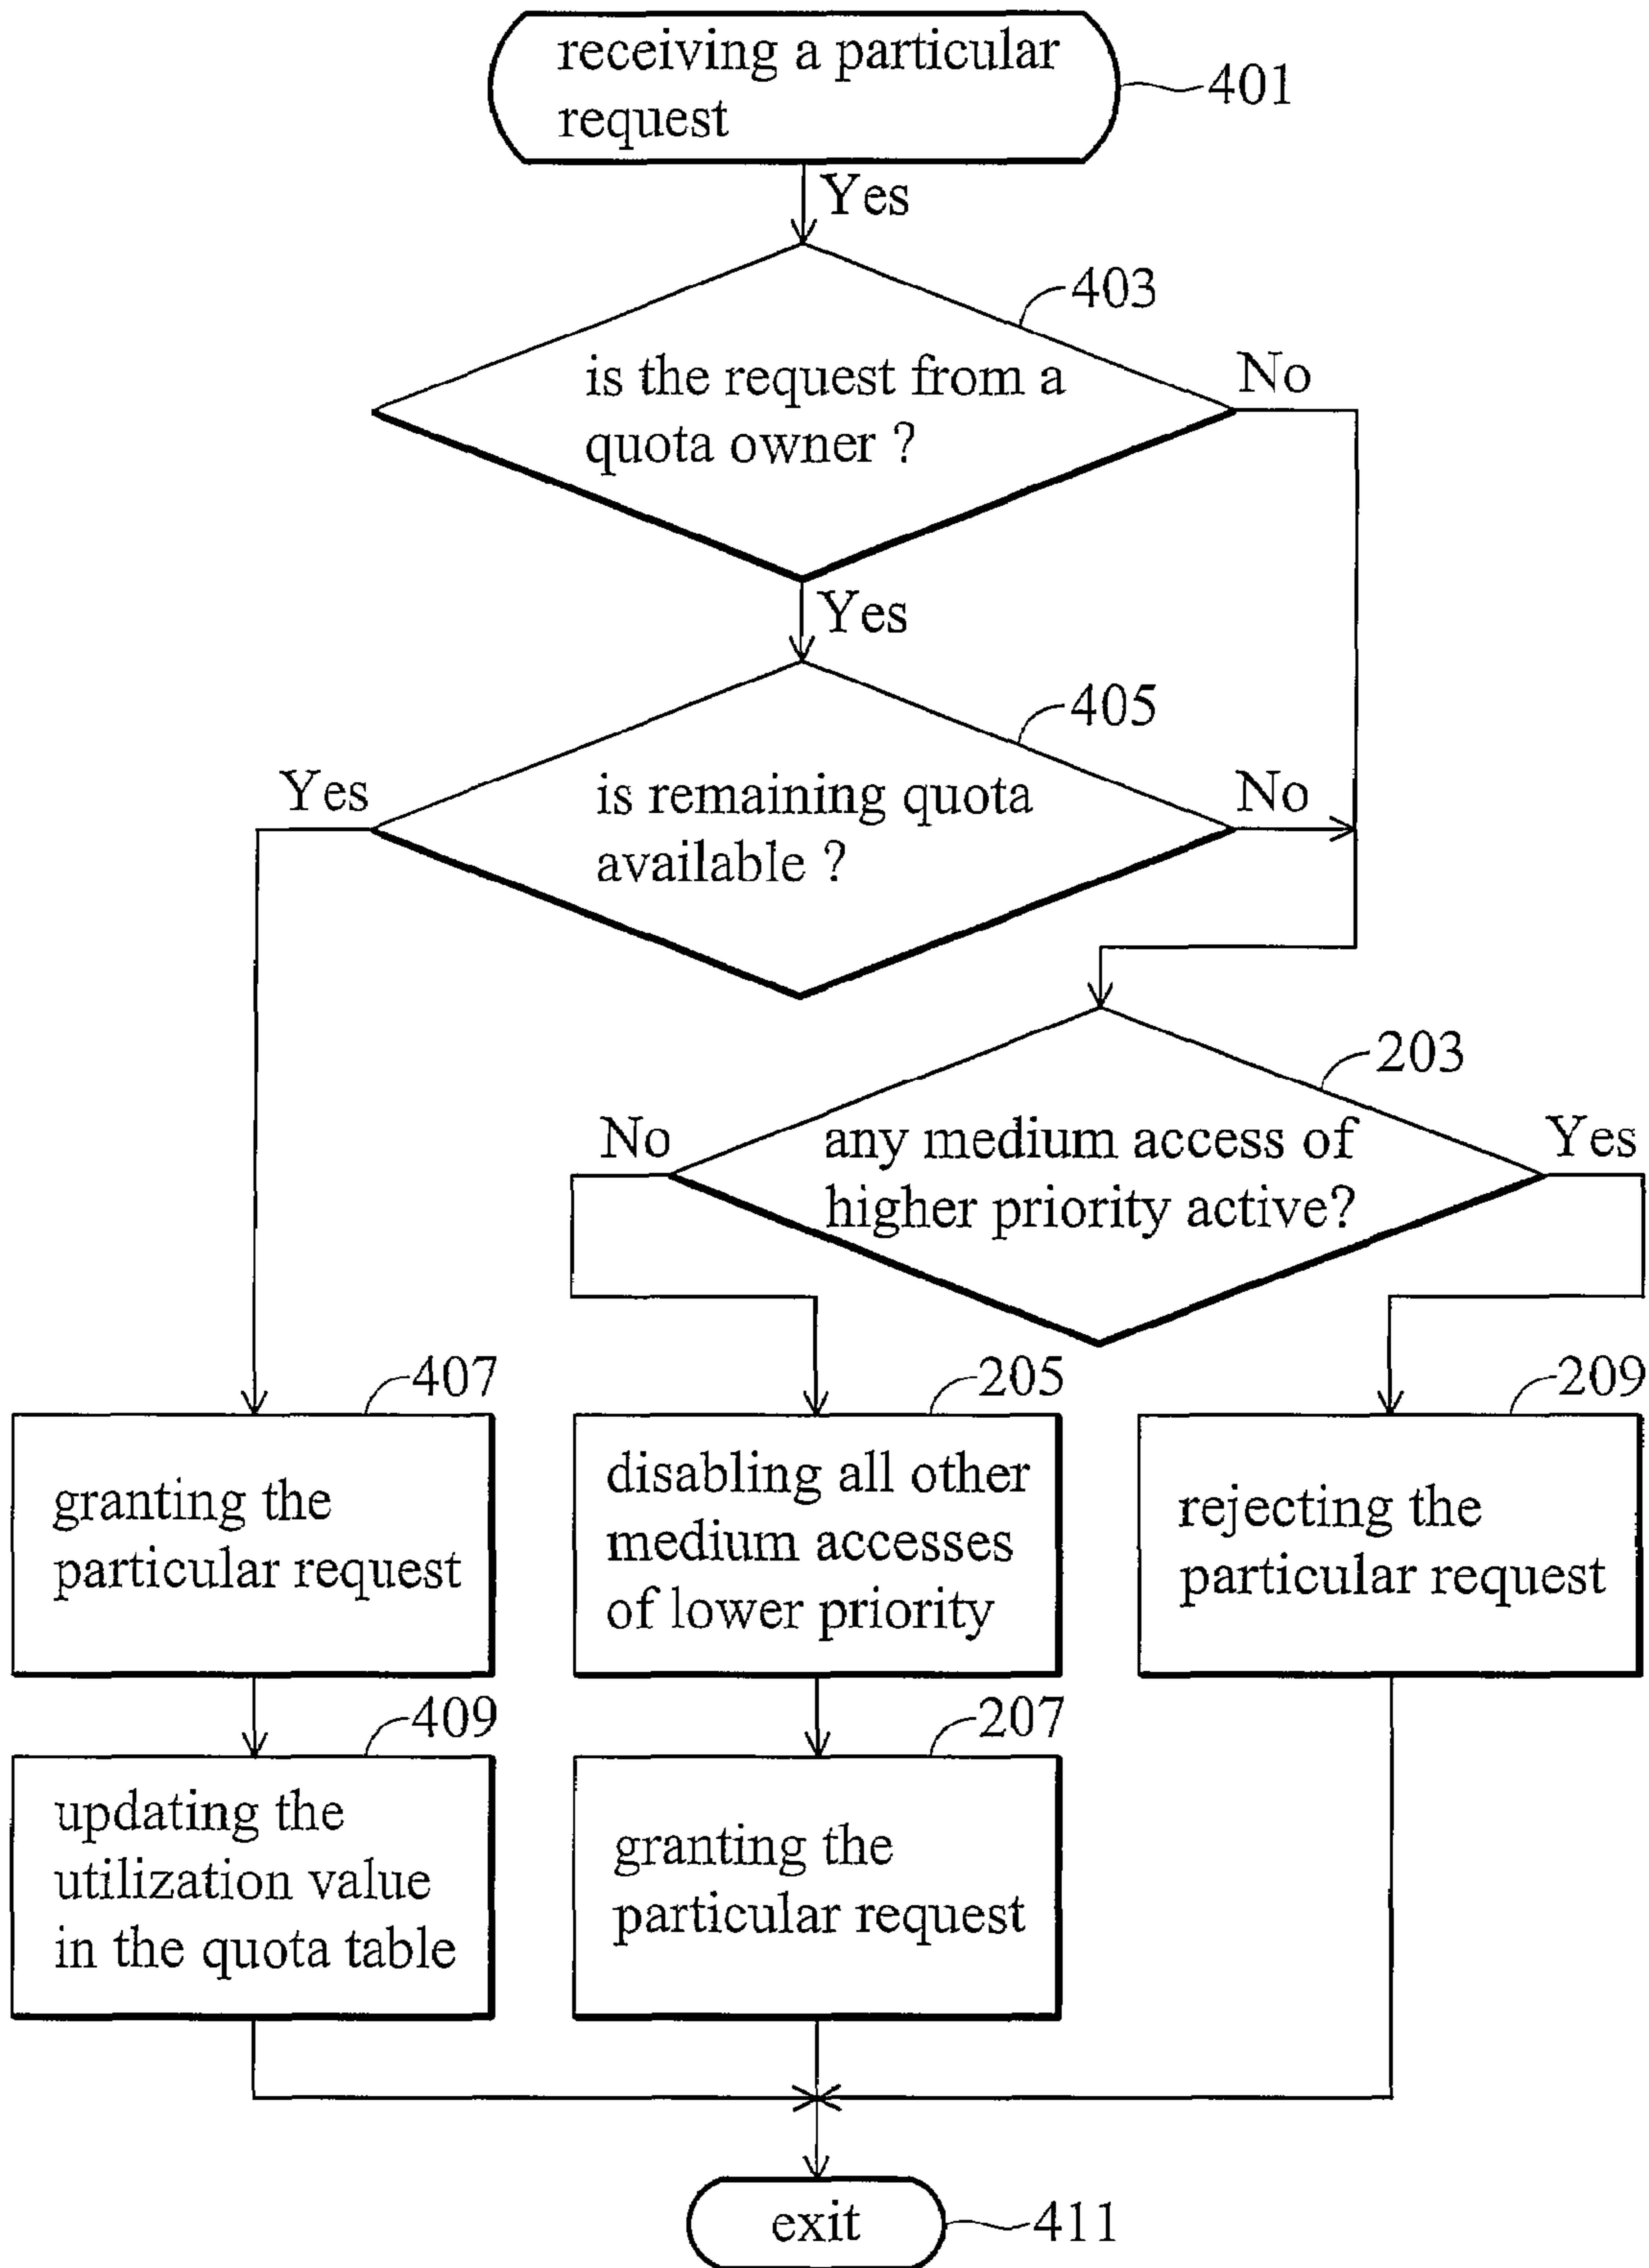 receiving a particular
request
401
Yes
403
is the request from a
quota owner ?
No
Yes
405
Yes
is remaining quota
available ?
No
203
No
any medium access of
higher priority active?
Yes
407
granting the
particular request
205
disabling all other
medium accesses
of lower priority
209
rejecting the
particular request
409
updating the
utilization value
in the quota table
207
granting the
particular request
exit
411